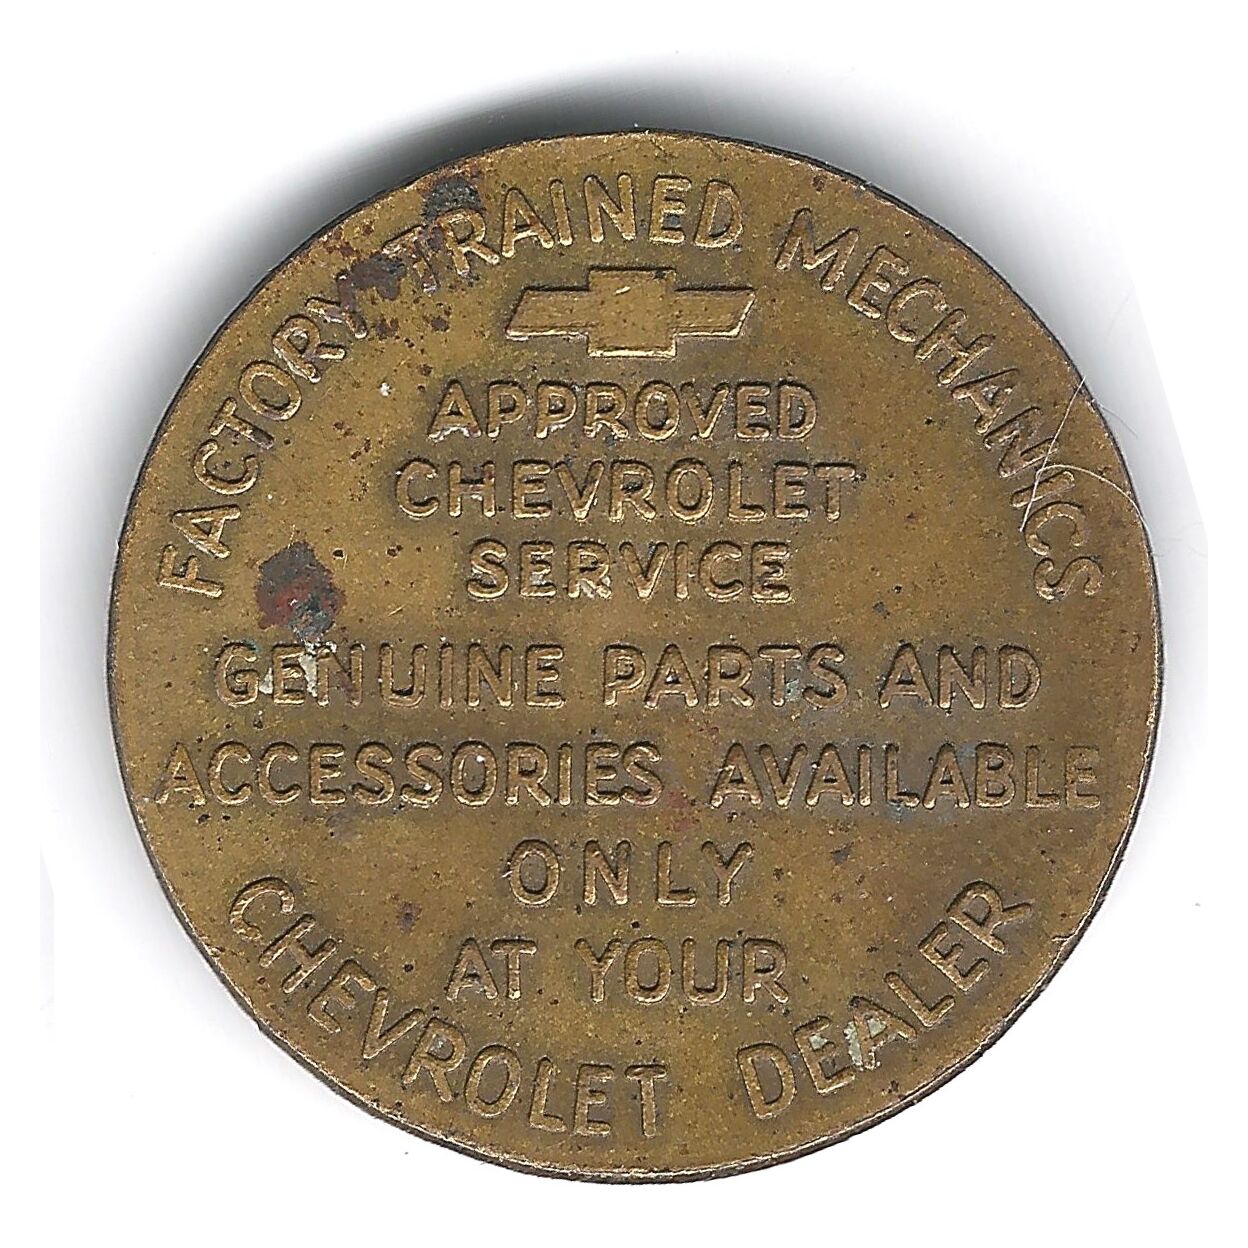 FACTORY TRAINED MECHANICS
APPROVED
CHEVROLET
SERVICE
GENUINE PARTS AND
ACCESSORIES AVAILABLE
ONLY
AT YOUR
CHEVROLET DEALER